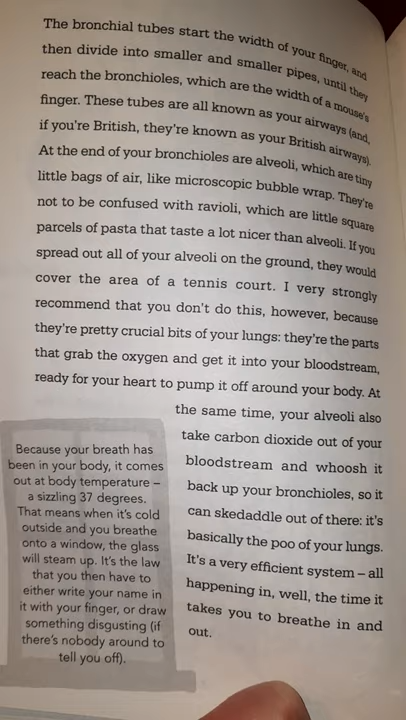 The bronchial tubes start the width of your finger, and
then divide into smaller and smaller pipes, until they
reach the bronchioles, which are the width of a mouse's
finger. These tubes are all known as your airways (and,
if you're British, they're known as your British airways).
At the end of your bronchioles are alveoli, which are tiny
little bags of air, like microscopic bubble wrap. They're
not to be confused with ravioli, which are little square
parcels of pasta that taste a lot nicer than alveoli. If you
spread out all of your alveoli on the ground, they would
cover the area of a tennis court. I very strongly
recommend that you don't do this, however, because
they're pretty crucial bits of your lungs: they're the parts
that grab the oxygen and get it into your bloodstream,
ready for your heart to pump it off around your body. At
the same time, your alveoli also
take carbon dioxide out of your
bloodstream and whoosh it
back up your bronchioles, so it
can skedaddle out of there: it's
basically the poo of your lungs.
It's a very efficient system – all
happening in, well, the time it
takes you to breathe in and
out.
Because your breath has
been in your body, it comes
out at body temperature –
a sizzling 37 degrees.
That means when it's cold
outside and you breathe
onto a window, the glass
will steam up. It's the law
that you then have to
either write your name in
it with your finger, or draw
something disgusting (if
there's nobody around to
tell you off).